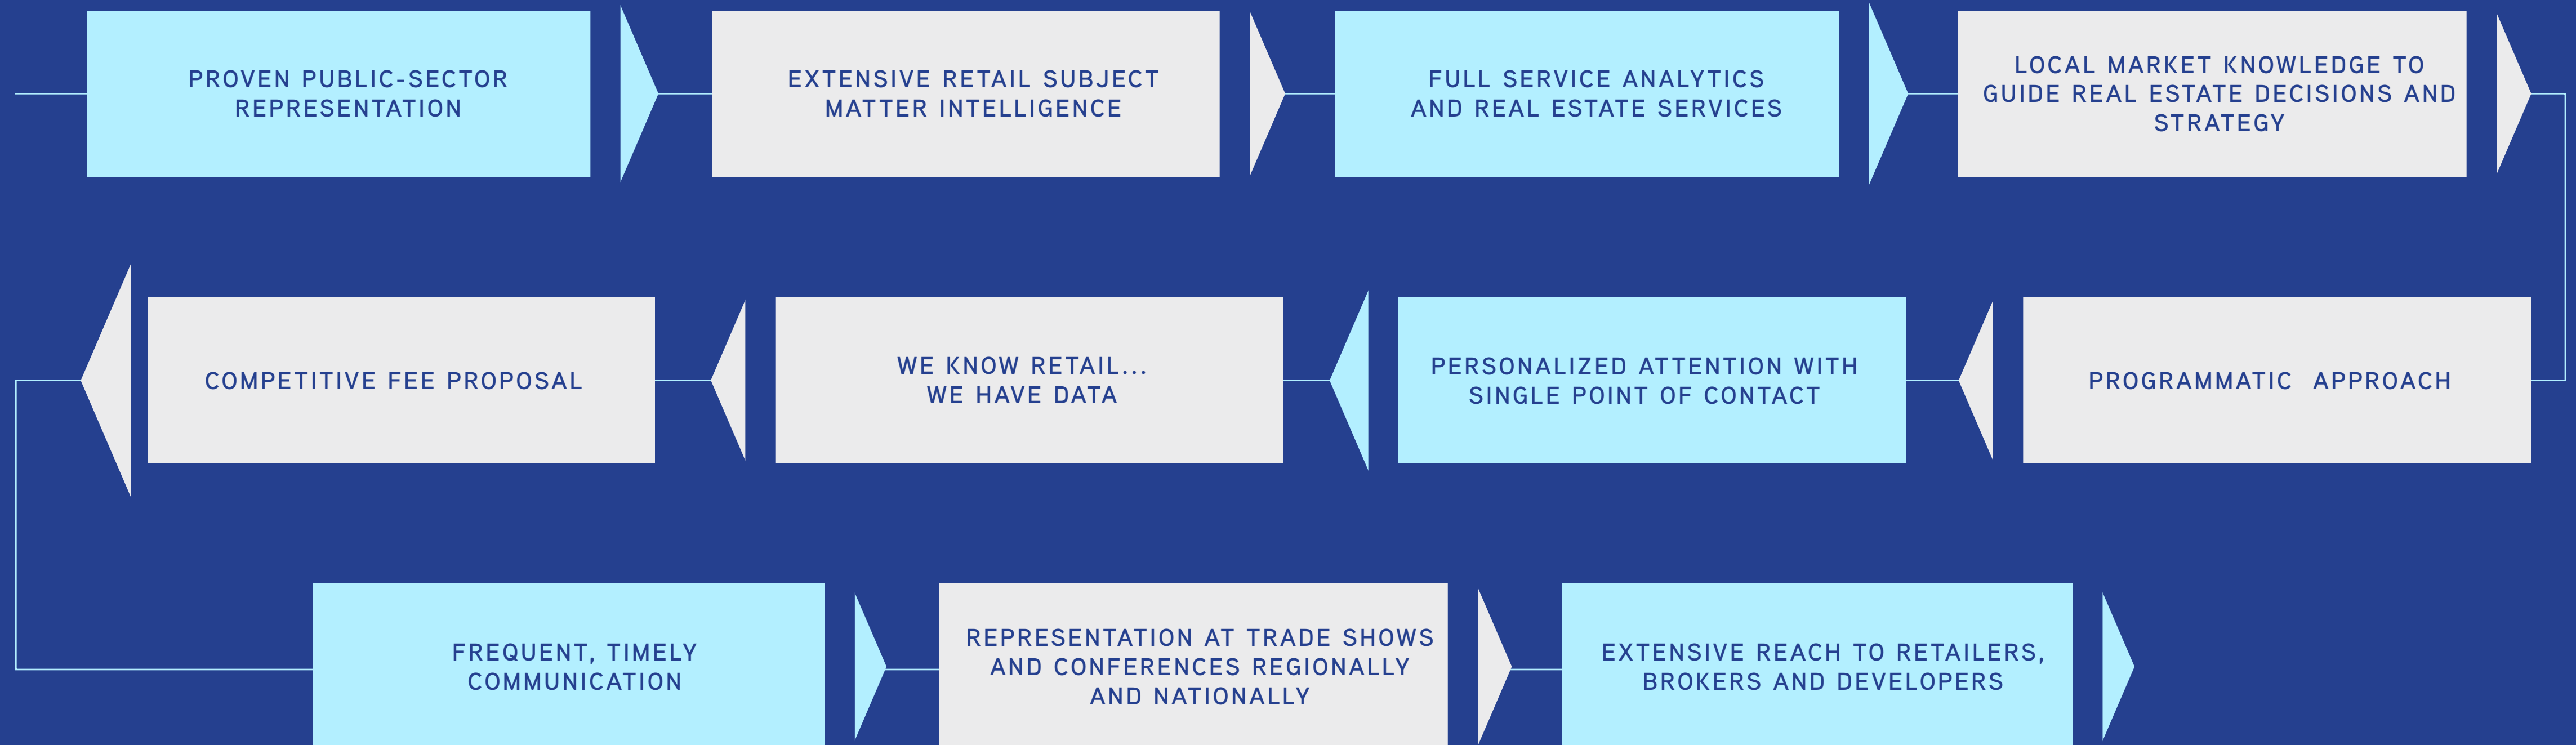 PROVEN PUBLIC-SECTOR
REPRESENTATION
EXTENSIVE RETAIL SUBJECT
MATTER INTELLIGENCE
FULL SERVICE ANALYTICS
AND REAL ESTATE SERVICES
LOCAL MARKET KNOWLEDGE TO
GUIDE REAL ESTATE DECISIONS AND
STRATEGY
PROGRAMMATIC APPROACH
PERSONALIZED ATTENTION WITH
SINGLE POINT OF CONTACT
WE KNOW RETAIL...
WE HAVE DATA
COMPETITIVE FEE PROPOSAL
FREQUENT, TIMELY
COMMUNICATION
REPRESENTATION AT TRADE SHOWS
AND CONFERENCES REGIONALLY
AND NATIONALLY
EXTENSIVE REACH TO RETAILERS,
BROKERS AND DEVELOPERS